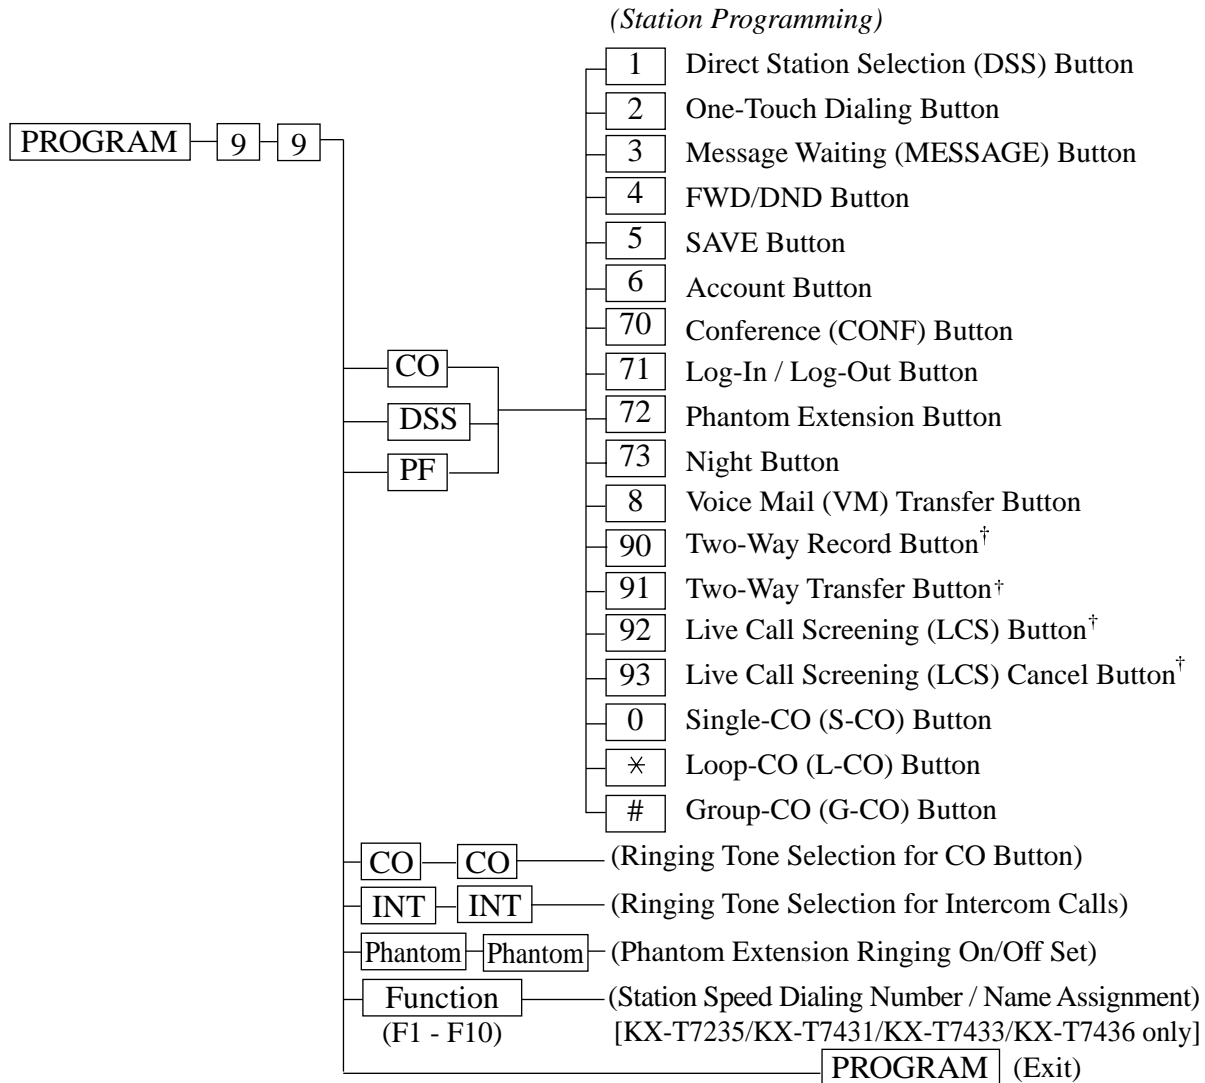 (Station Programming)
1 Direct Station Selection (DSS) Button
2 One-Touch Dialing Button
PROGRAM 9 9
3 Message Waiting (MESSAGE) Button
4 FWD/DND Button
5 SAVE Button
6 Account Button
70 Conference (CONF) Button
CO
71 Log-In / Log-Out Button
DSS
72 Phantom Extension Button
PF
73 Night Button
8 Voice Mail (VM) Transfer Button
90 Two-Way Record Button†
91 Two-Way Transfer Button†
92 Live Call Screening (LCS) Button†
93 Live Call Screening (LCS) Cancel Button†
0 Single-CO (S-CO) Button
* Loop-CO (L-CO) Button
# Group-CO (G-CO) Button
CO CO (Ringing Tone Selection for CO Button)
INT INT (Ringing Tone Selection for Intercom Calls)
Phantom Phantom (Phantom Extension Ringing On/Off Set)
Function (Station Speed Dialing Number / Name Assignment)
(F1 - F10) [KX-T7235/KX-T7431/KX-T7433/KX-T7436 only]
PROGRAM (Exit)